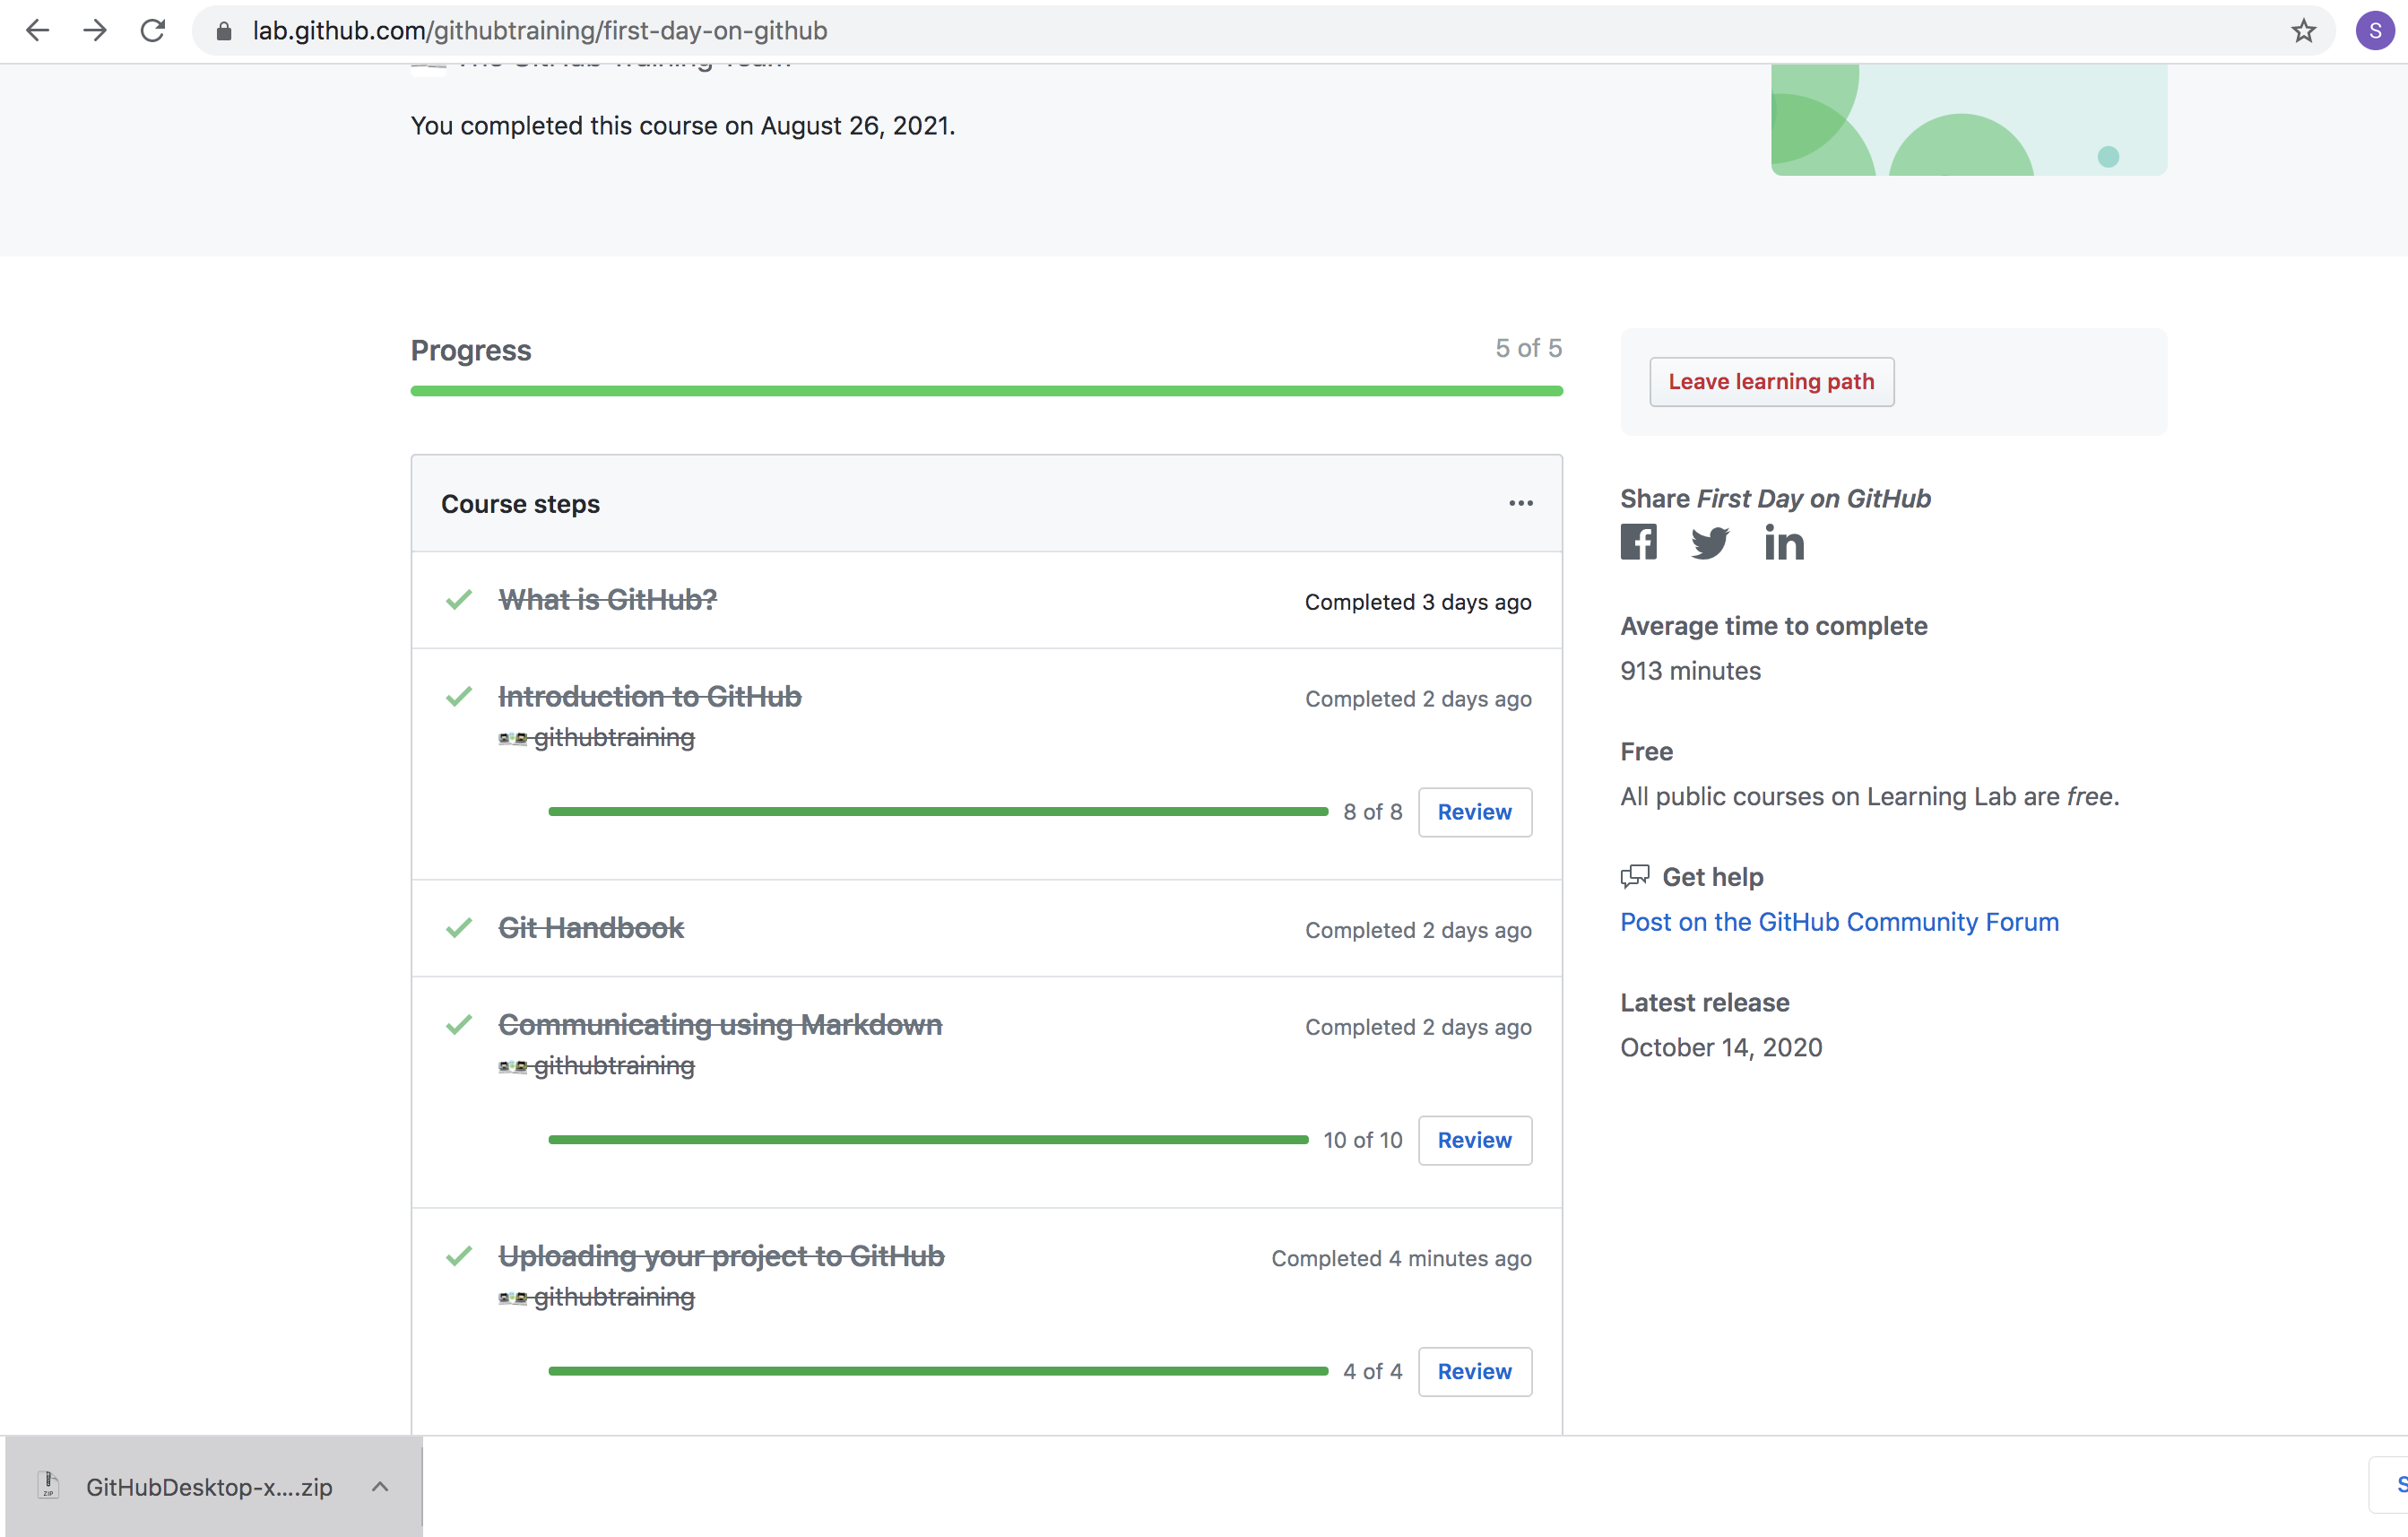 lab.github.com/githubtraining/first-day-on-github
S
The GitHub Training Team
You completed this course on August 26, 2021.
Progress
5 of 5
Leave learning path
Course steps
Share First Day on GitHub
What is GitHub?
Completed 3 days ago
Average time to complete
913 minutes
Introduction to GitHub
Completed 2 days ago
githubtraining
8 of 8
Review
Free
All public courses on Learning Lab are free.
Get help
Post on the GitHub Community Forum
Git Handbook
Completed 2 days ago
Latest release
October 14, 2020
Communicating using Markdown
Completed 2 days ago
githubtraining
10 of 10
Review
Uploading your project to GitHub
Completed 4 minutes ago
githubtraining
4 of 4
Review
ZIP
GitHubDesktop-x....zip